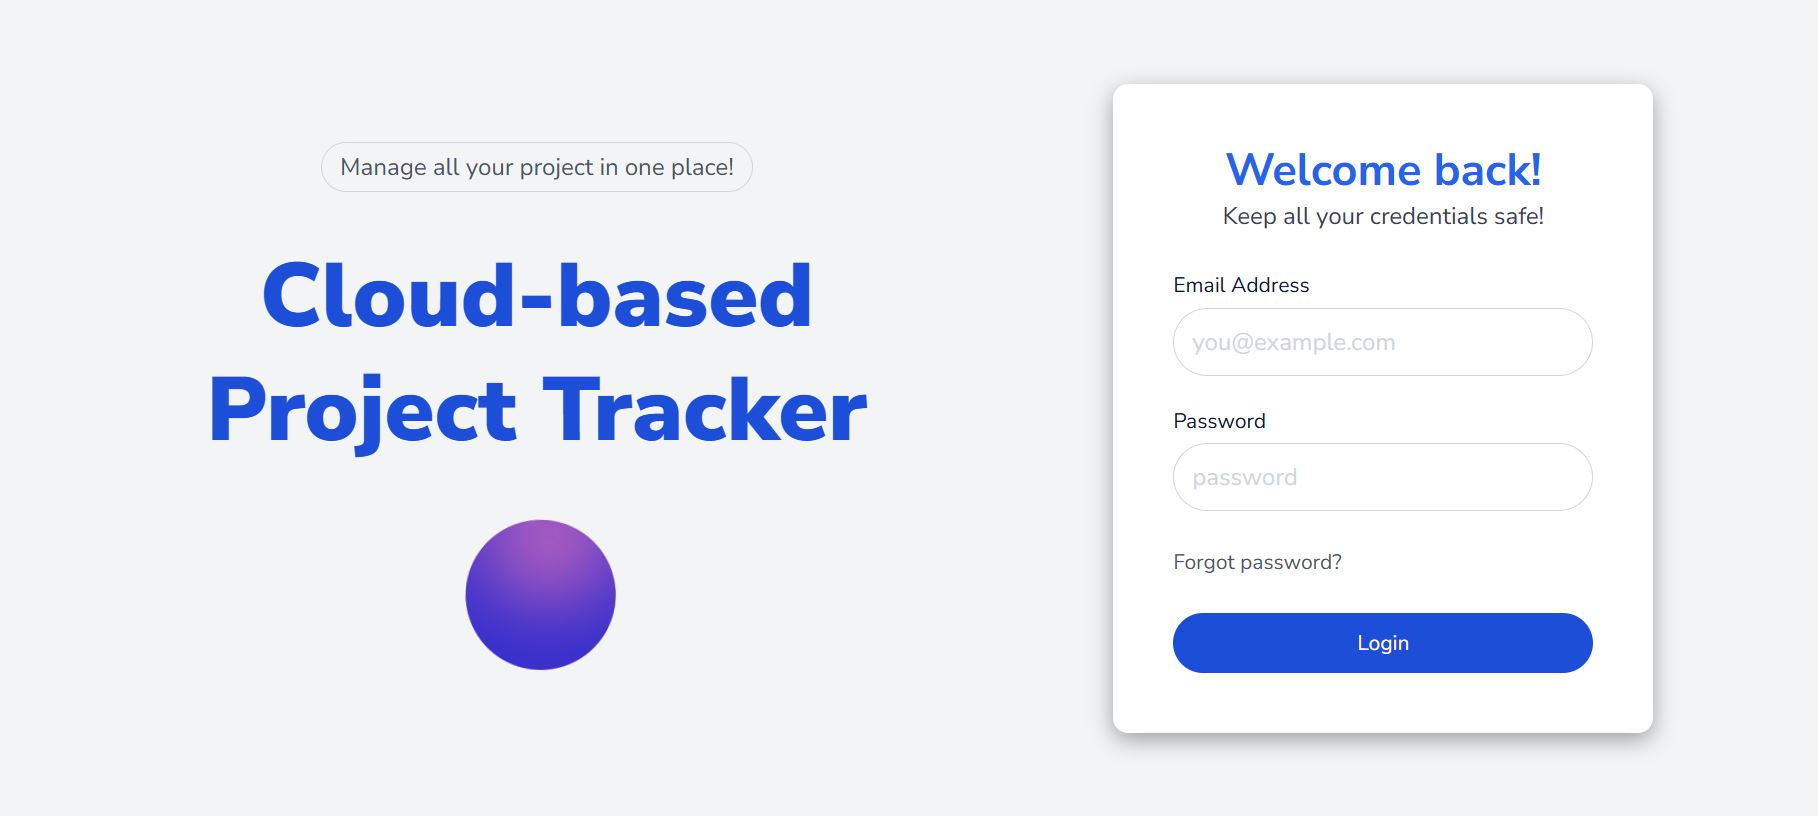 Manage all your project in one place!
Cloud-based
Project Tracker
Welcome back!
Keep all your credentials safe!
Email Address
you@example.com
Password
password
Forgot password?
Login